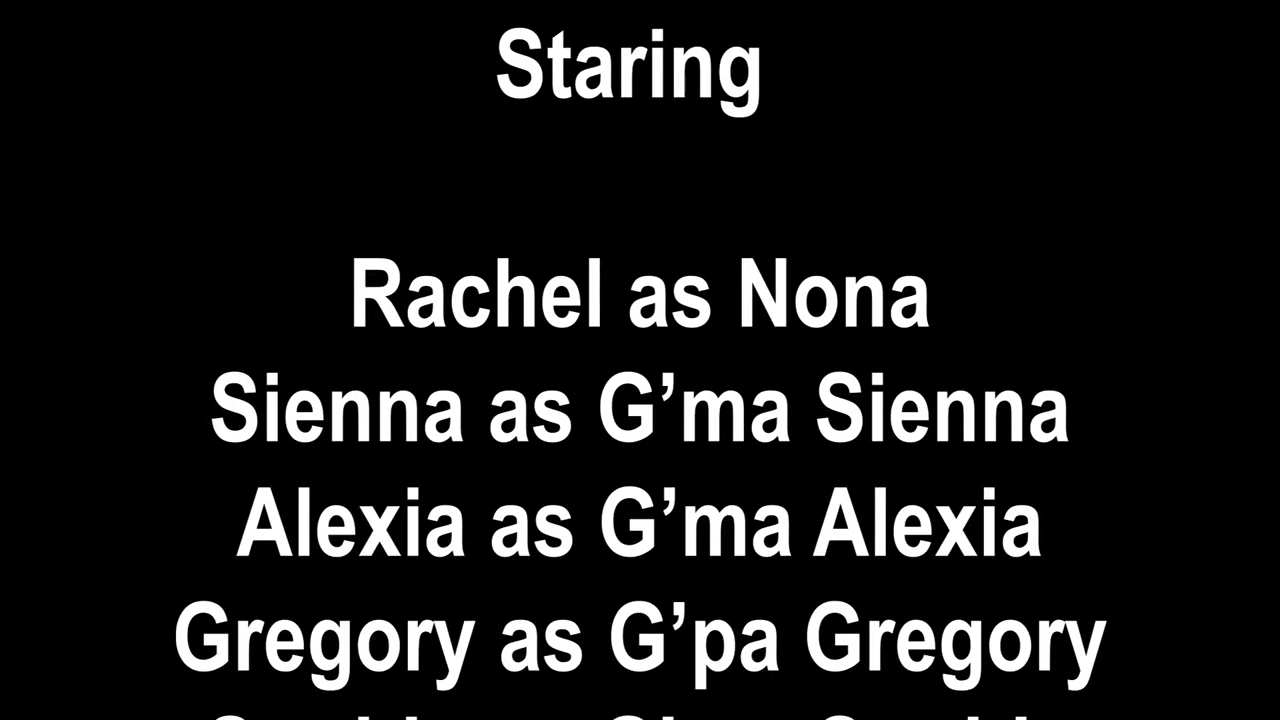 Staring
Rachel as Nona
Sienna as G’ma Sienna
Alexia as G’ma Alexia
Gregory as G’pa Gregory